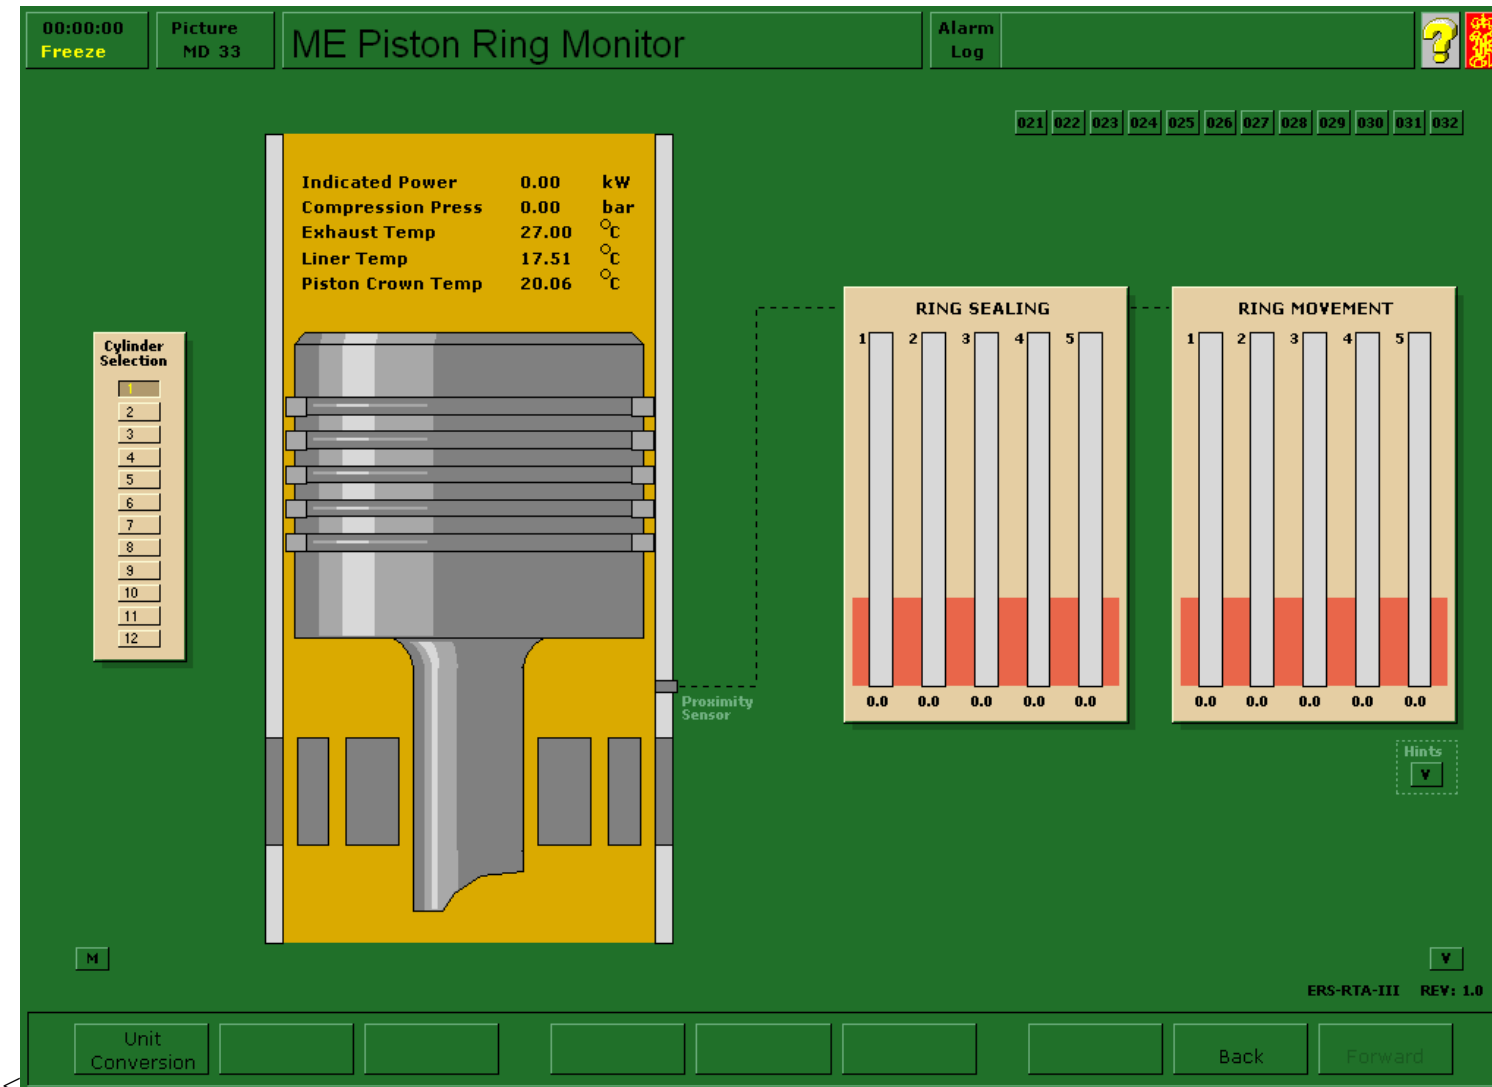 00:00:00
Freeze
Picture
MD 33
ME Piston Ring Monitor
Alarm
Log
021 022 023 024 025 026 027 028 029 030 031 032
Indicated Power 0.00 kW
Compression Press 0.00 bar
Exhaust Temp 27.00 °C
Liner Temp 17.51 °C
Piston Crown Temp 20.06 °C
Cylinder
Selection
1
2
3
4
5
6
7
8
9
10
11
12
Proximity
Sensor
RING SEALING
1 2 3 4 5
0.0 0.0 0.0 0.0 0.0
RING MOVEMENT
1 2 3 4 5
0.0 0.0 0.0 0.0 0.0
Hints
V
M
V
ERS-RTA-III REV: 1.0
Unit
Conversion
Back
Forward